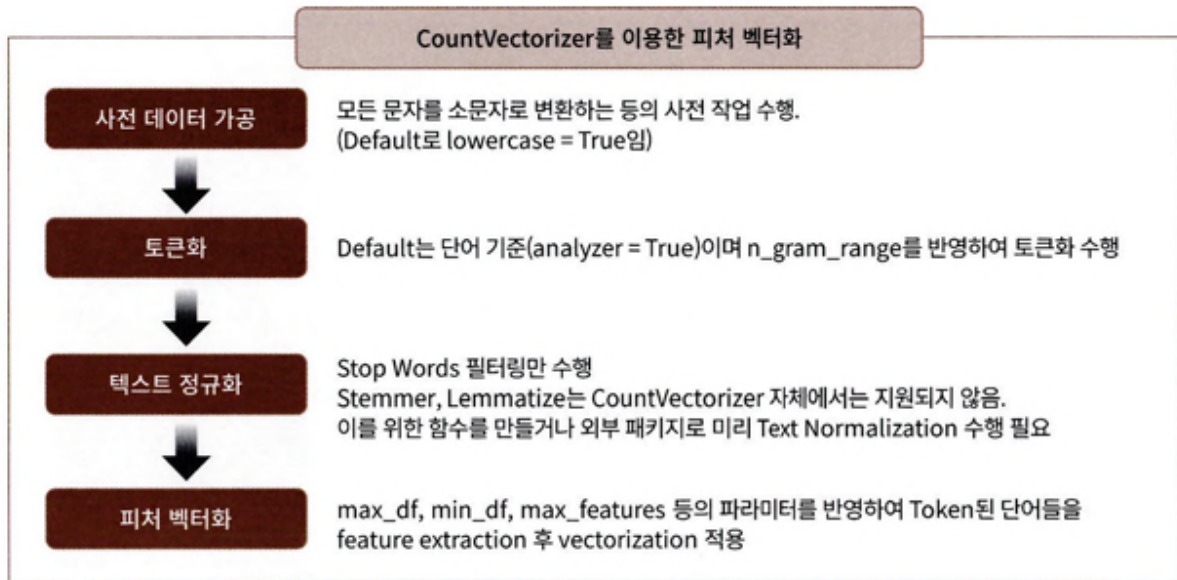 CountVectorizer를 이용한 피처 벡터화
사전 데이터 가공
모든 문자를 소문자로 변환하는 등의 사전 작업 수행.
(Default로 lowercase = True임)
토큰화
Default는 단어 기준(analyzer = True)이며 n_gram_range를 반영하여 토큰화 수행
텍스트 정규화
Stop Words 필터링만 수행
Stemmer, Lemmatize는 CountVectorizer 자체에서는 지원되지 않음.
이를 위한 함수를 만들거나 외부 패키지로 미리 Text Normalization 수행 필요
피처 벡터화
max_df, min_df, max_features 등의 파라미터를 반영하여 Token된 단어들을
feature extraction 후 vectorization 적용